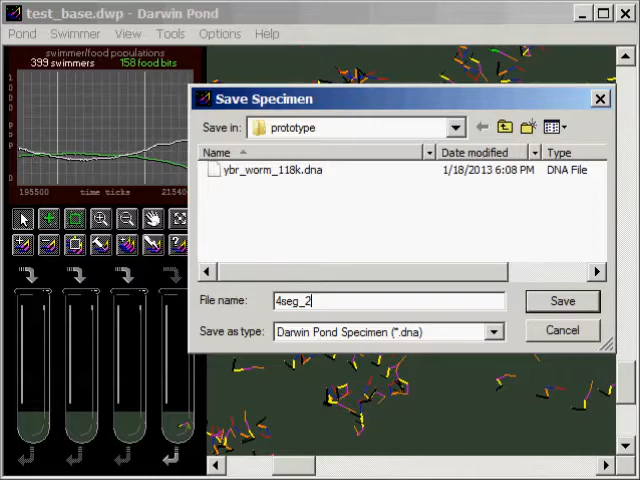 test_base.dwp - Darwin Pond
Pond Swimmer View Tools Options Help
swimmer/food populations
399 swimmers 158 food bits
195500 time ticks 215400
Save Specimen
Save in: prototype
Name Date modified Type
ybr_worm_118k.dna 1/18/2013 6:08 PM DNA File
File name: 4seg_2
Save
Save as type: Darwin Pond Specimen (*.dna)
Cancel